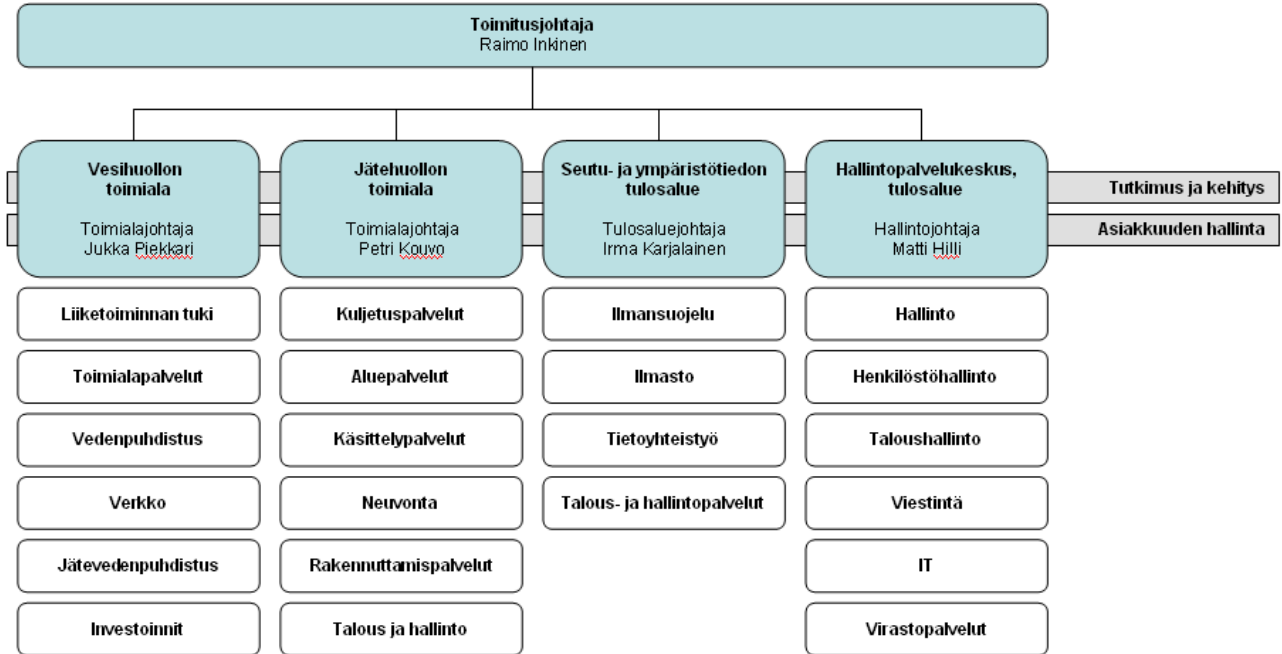 Toimitusjohtaja
Raimo Inkinen
Vesihuollon
toimiala
Toimialajohtaja
Jukka Piekkari
Jätehuollon
toimiala
Toimialajohtaja
Petri Kouvo
Seutu- ja ympäristötiedon
tulosalue
Tulosaluejohtaja
Irma Karjalainen
Hallintopalvelukeskus,
tulosalue
Hallintojohtaja
Matti Hilli
Tutkimus ja kehitys
Asiakkuuden hallinta
Liiketoiminnan tuki
Toimialapalvelut
Vedenpuhdistus
Verkko
Jätevedenpuhdistus
Investoinnit
Kuljetuspalvelut
Aluepalvelut
Käsittelypalvelut
Neuvonta
Rakennuttamispalvelut
Talous ja hallinto
Ilmansuojelu
Ilmasto
Tietoyhteistyö
Talous- ja hallintopalvelut
Hallinto
Henkilöstöhallinto
Taloushallinto
Viestintä
IT
Virastopalvelut